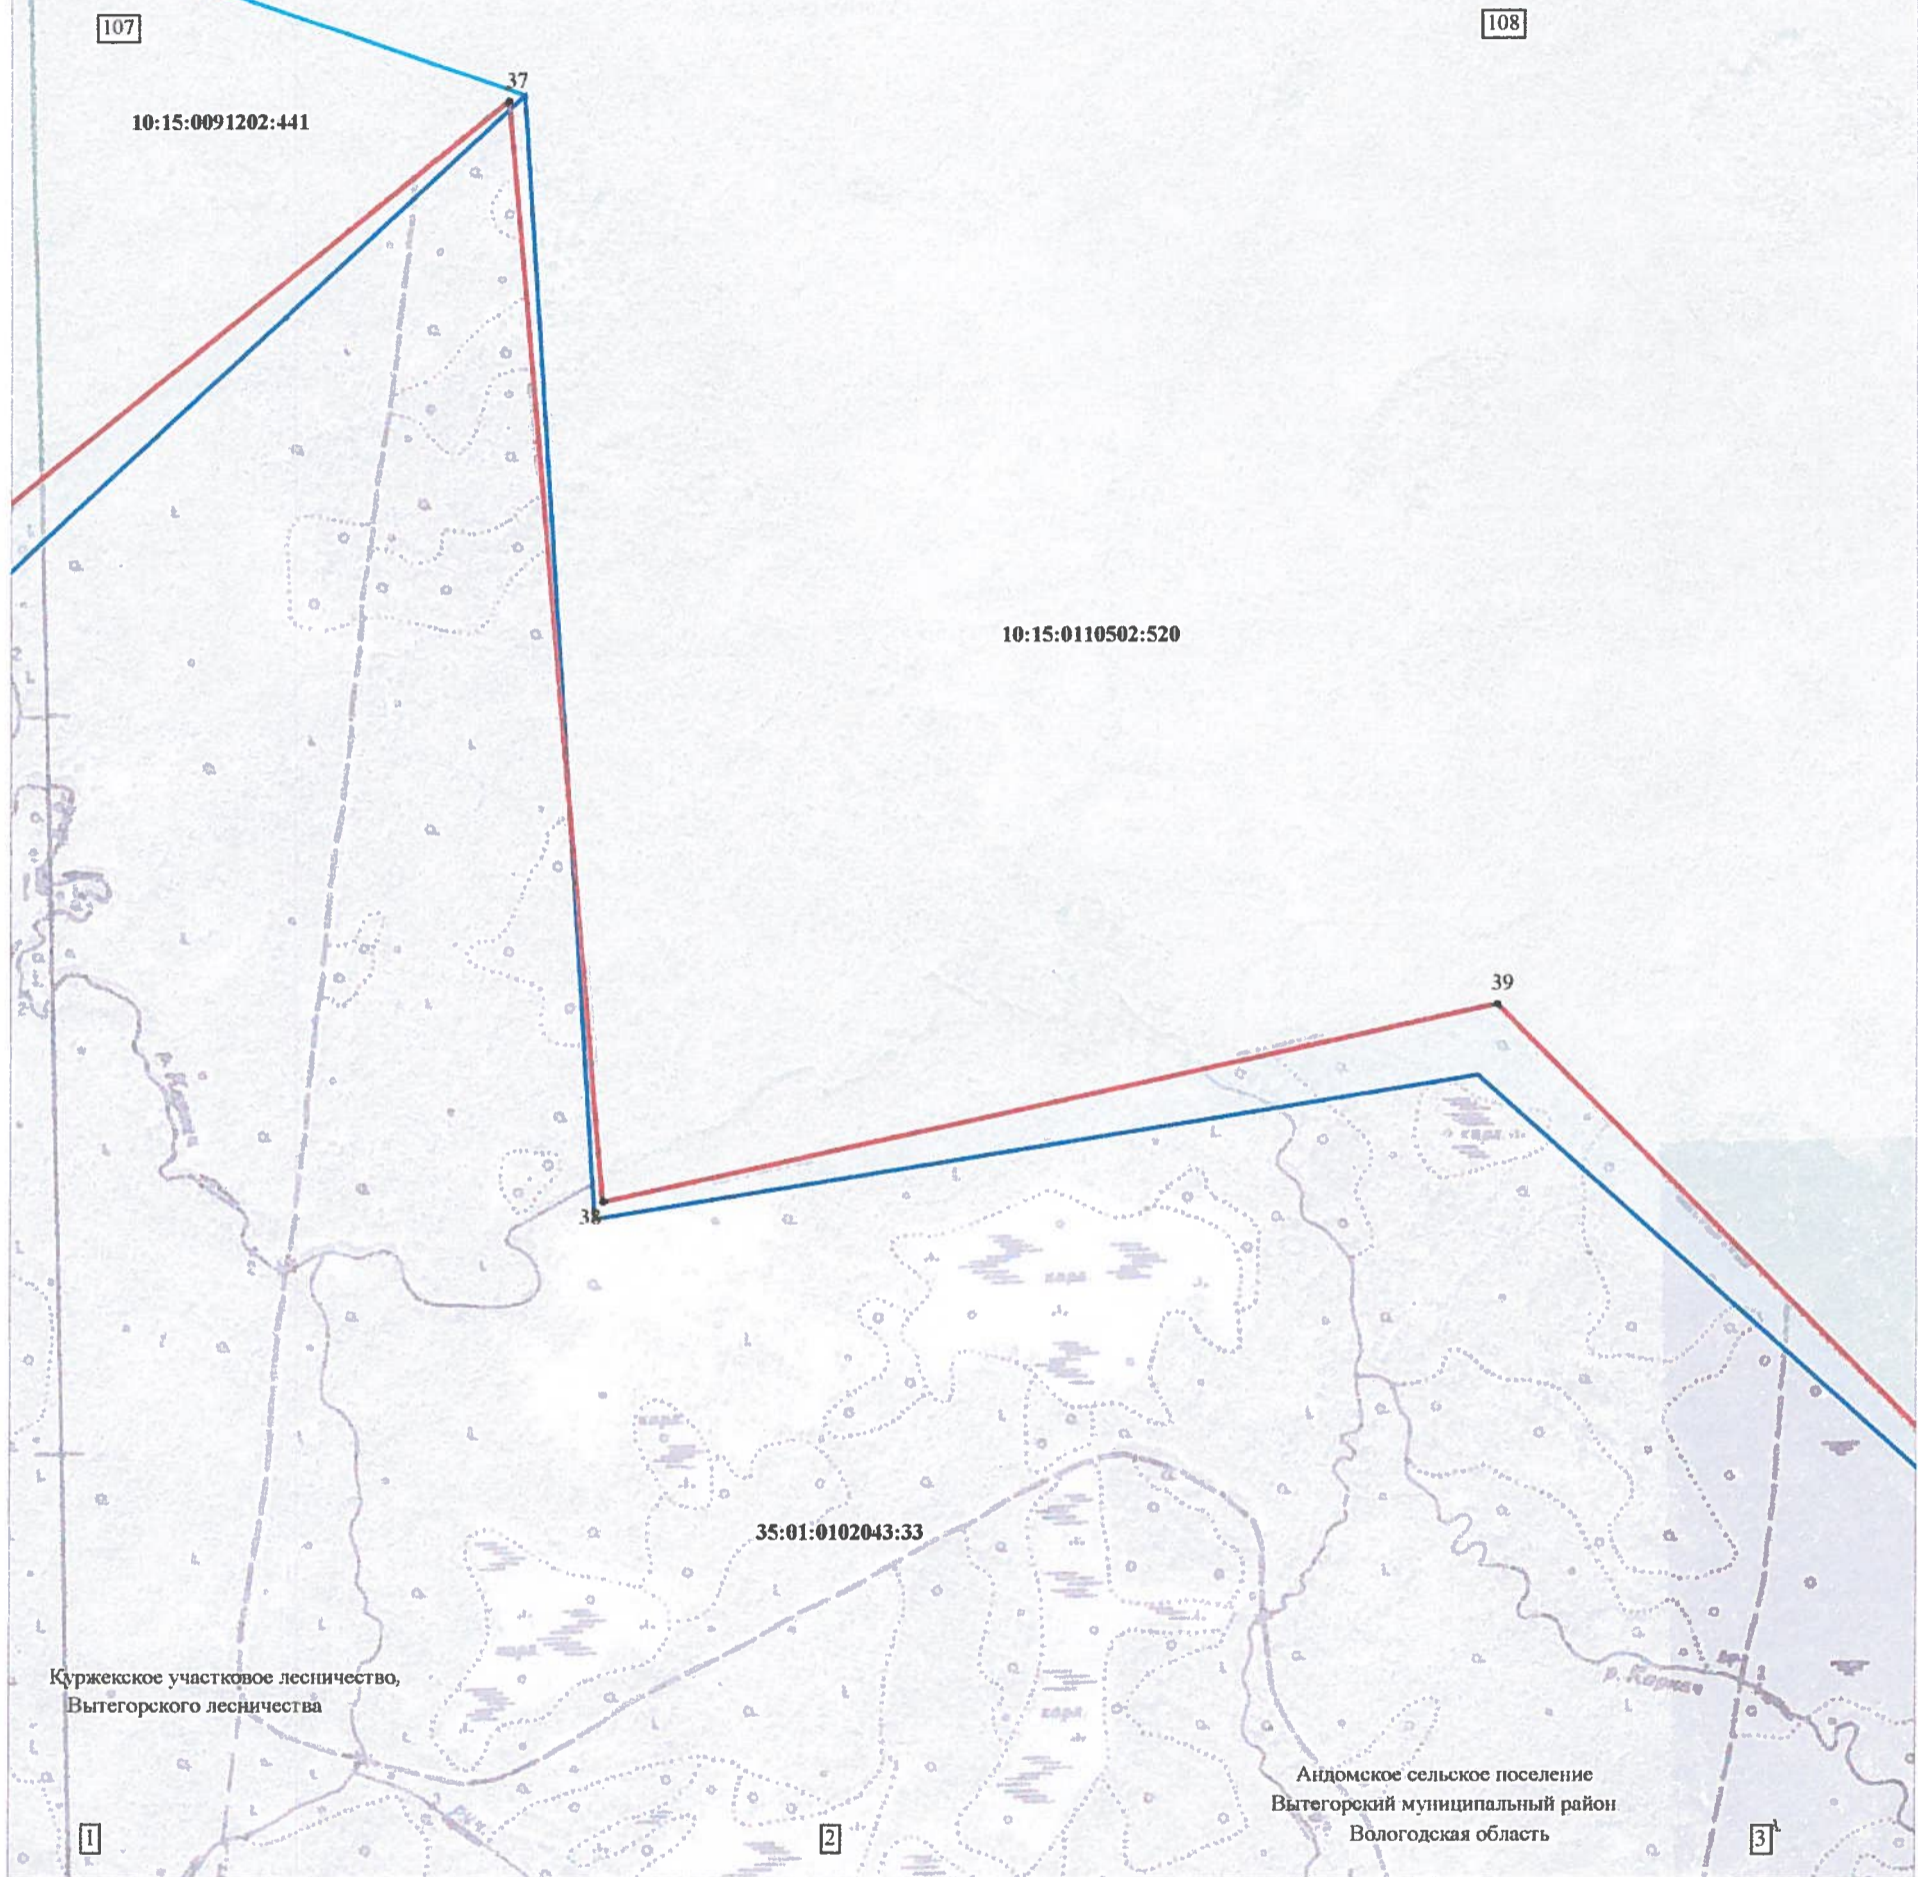 107
108
37
10:15:0091202:441
10:15:0110502:520
39
38
35:01:0102043:33
Куржекское участковое лесничество,
Вытегорского лесничества
Андомское сельское поселение
Вытегорский муниципальный район
Вологодская область
1
2
3